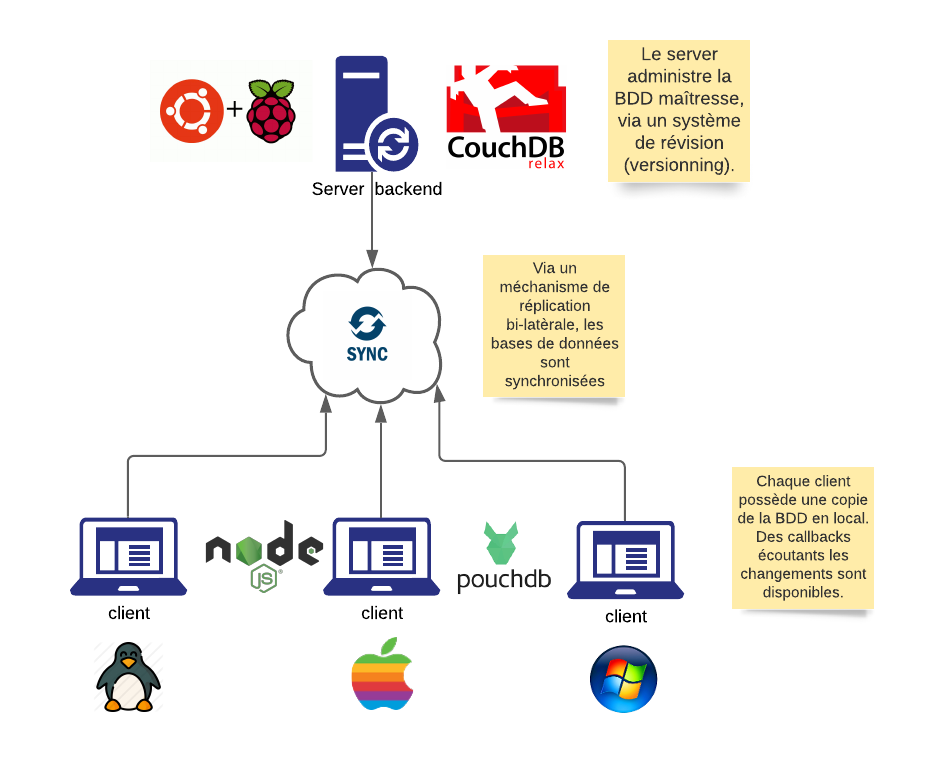 Le server
administre la
BDD maîtresse,
via un système
de révision
(versionning).
+
CouchDB
relax
Server backend
Via un
méchanisme de
réplication
bi-latèrale, les
bases de données
sont
synchronisées
SYNC
Chaque client
possède une copie
de la BDD en local.
Des callbacks
écoutants les
changements sont
disponibles.
node
JS
pouchdb
client
client
client